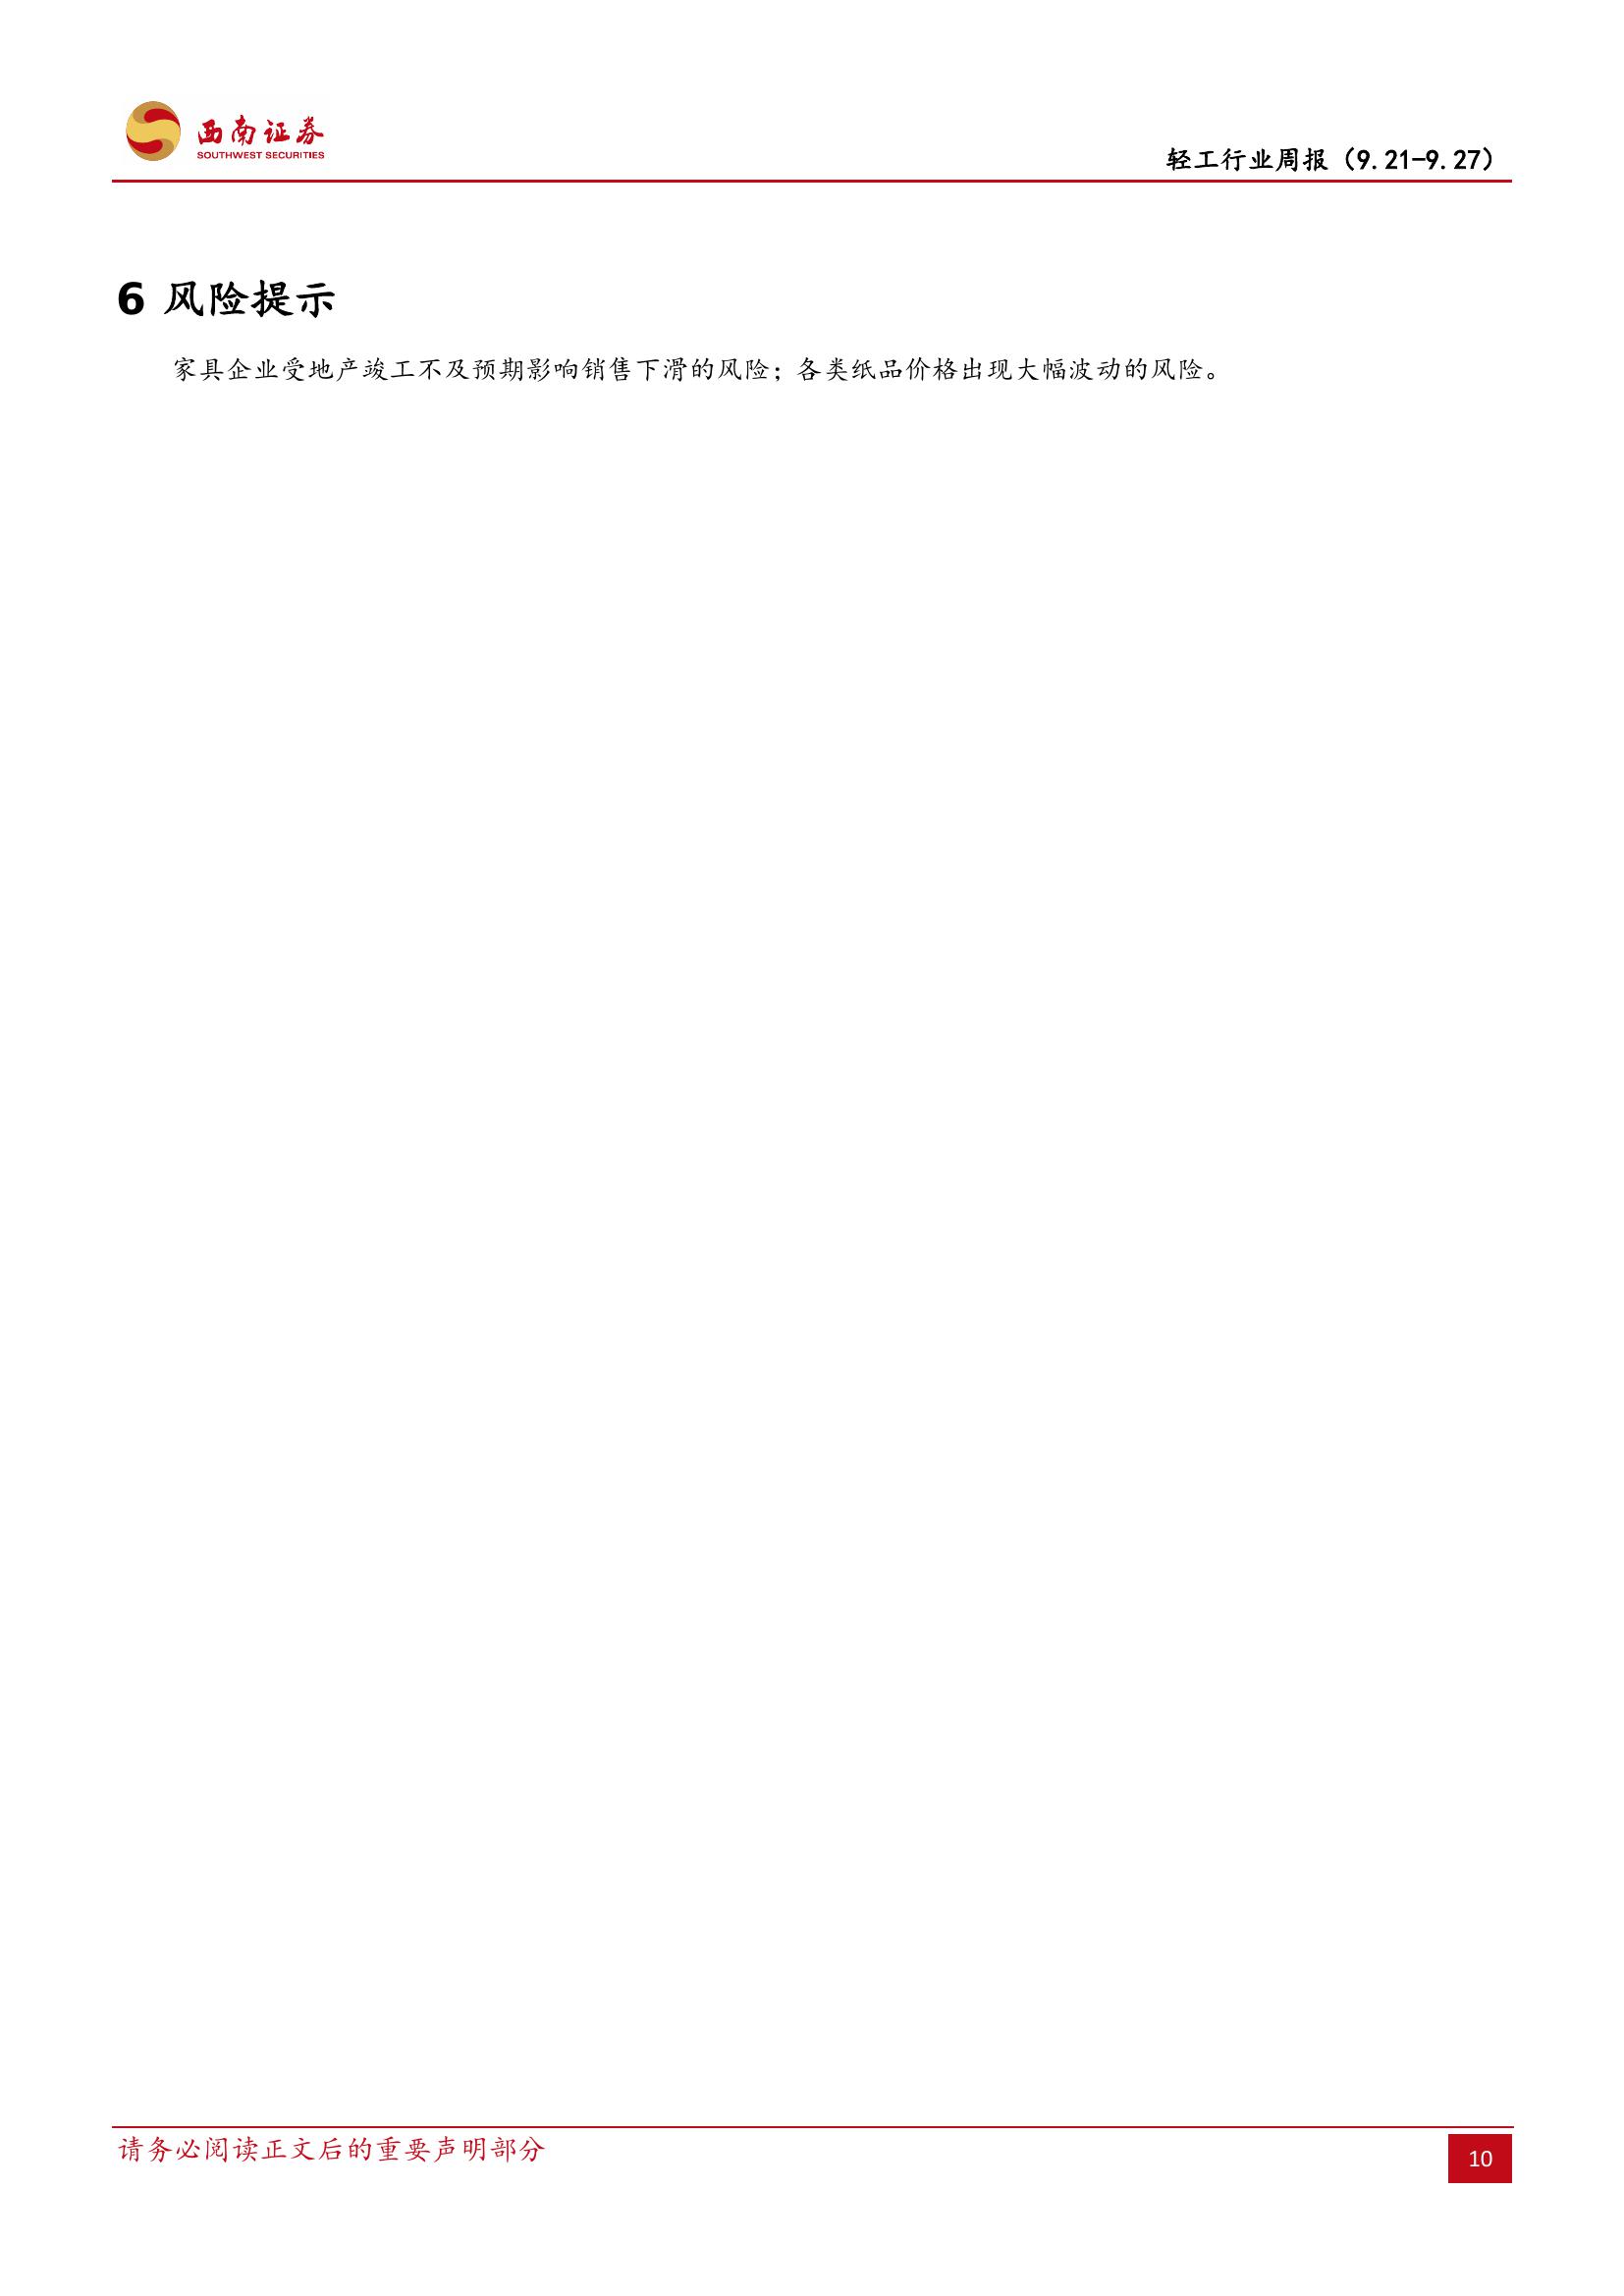 西南证券
SOUTHWEST SECURITIES
轻工行业周报（9.21-9.27）
6 风险提示
家具企业受地产竣工不及预期影响销售下滑的风险；各类纸品价格出现大幅波动的风险。
请务必阅读正文后的重要声明部分
10